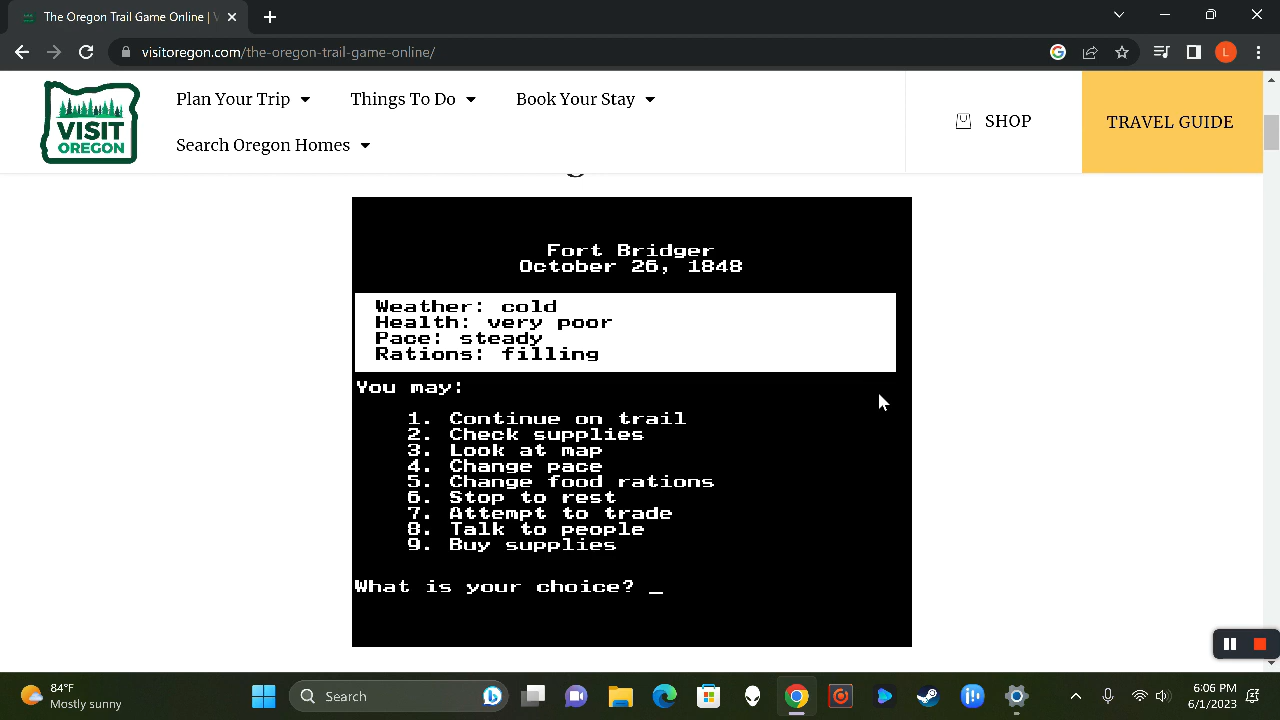 The Oregon Trail Game Online | V
visitoregon.com/the-oregon-trail-game-online/
L
VISIT
OREGON
Plan Your Trip
Things To Do
Book Your Stay
Search Oregon Homes
SHOP
TRAVEL GUIDE
Fort Bridger
October 26, 1848
Weather: cold
Health: very poor
Pace: steady
Rations: filling
You may:
1. Continue on trail
2. Check supplies
3. Look at map
4. Change pace
5. Change food rations
6. Stop to rest
7. Attempt to trade
8. Talk to people
9. Buy supplies
What is your choice? _
84°F
Mostly sunny
Search
6:06 PM
6/1/2023